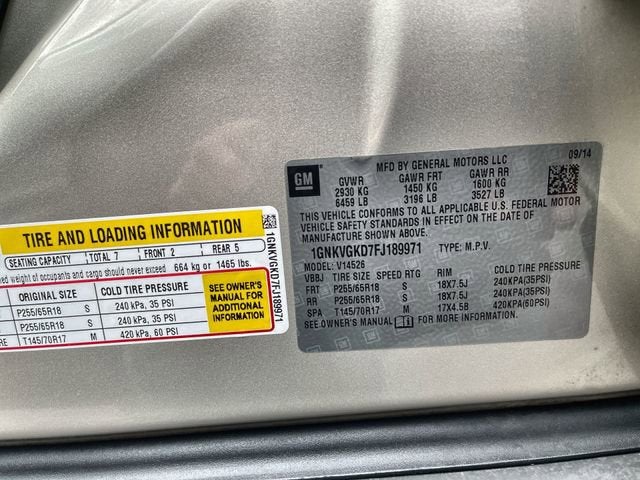 TIRE AND LOADING INFORMATION
SEATING CAPACITY TOTAL 7 FRONT 2 REAR 5
weight of occupants and cargo should never exceed 664 kg or 1465 lbs.
ORIGINAL SIZE COLD TIRE PRESSURE
P255/65R18 S 240 kPa, 35 PSI
P255/65R18 S 240 kPa, 35 PSI
T145/70R17 M 420 kPa, 60 PSI
SEE OWNER'S
MANUAL FOR
ADDITIONAL
INFORMATION
1GNKVGKD7FJ189971
GM
MFD BY GENERAL MOTORS LLC 09/14
GVWR GAWR FRT GAWR RR
2930 KG 1450 KG 1600 KG
6459 LB 3196 LB 3527 LB
THIS VEHICLE CONFORMS TO ALL APPLICABLE U.S. FEDERAL MOTOR
VEHICLE SAFETY STANDARDS IN EFFECT ON THE DATE OF
MANUFACTURE SHOWN ABOVE.
1GNKVGKD7FJ189971 TYPE: M.P.V.
MODEL: V14526
VBBJ TIRE SIZE SPEED RTG RIM COLD TIRE PRESSURE
FRT P255/65R18 S 18X7.5J 240KPA(35PSI)
RR P255/65R18 S 18X7.5J 240KPA(35PSI)
SPA T145/70R17 M 17X4.5B 420KPA(60PSI)
SEE OWNER'S MANUAL FOR MORE INFORMATION.